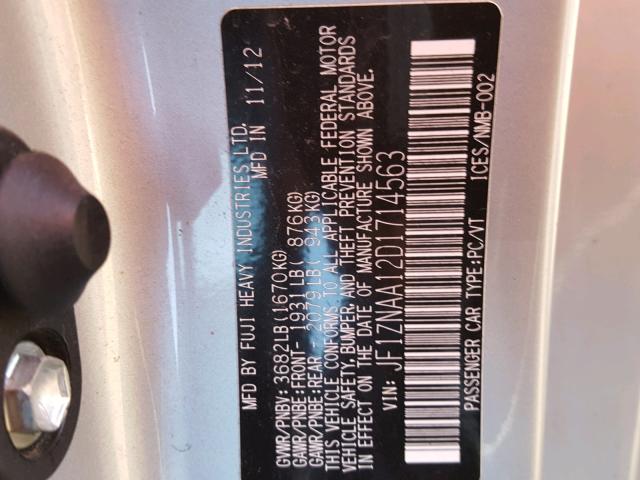 MFD BY FUJI HEAVY INDUSTRIES LTD.
MFD IN 11/12
GVWR/PNBV: 3682LB(1670KG)
GAWR/PNBE:FRONT- 1931LB( 876KG)
GAWR/PNBE:REAR - 2079LB( 943KG)
THIS VEHICLE CONFORMS TO ALL APPLICABLE FEDERAL MOTOR
VEHICLE SAFETY, BUMPER, AND THEFT PREVENTION STANDARDS
IN EFFECT ON THE DATE OF MANUFACTURE SHOWN ABOVE.
VIN: JF1ZNAA12D1714563
PASSENGER CAR TYPE:PC/VT ICES/NMB-002